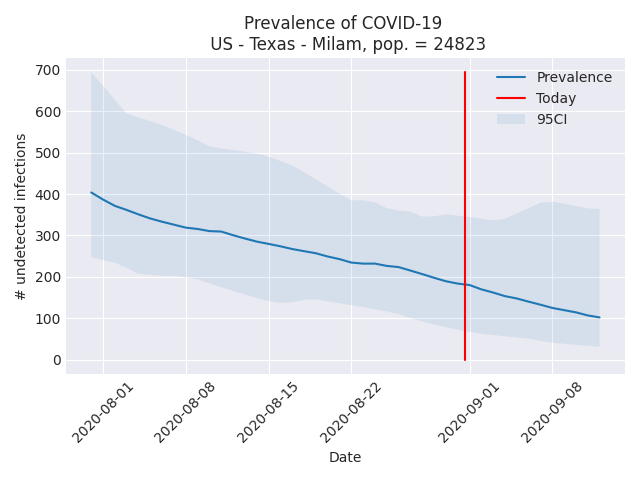 Prevalence of COVID-19
US - Texas - Milam, pop. = 24823
700
600
500
400
300
200
100
0
# undetected infections
Prevalence
Today
95CI
2020-08-01
2020-08-08
2020-08-15
2020-08-22
2020-09-01
2020-09-08
Date